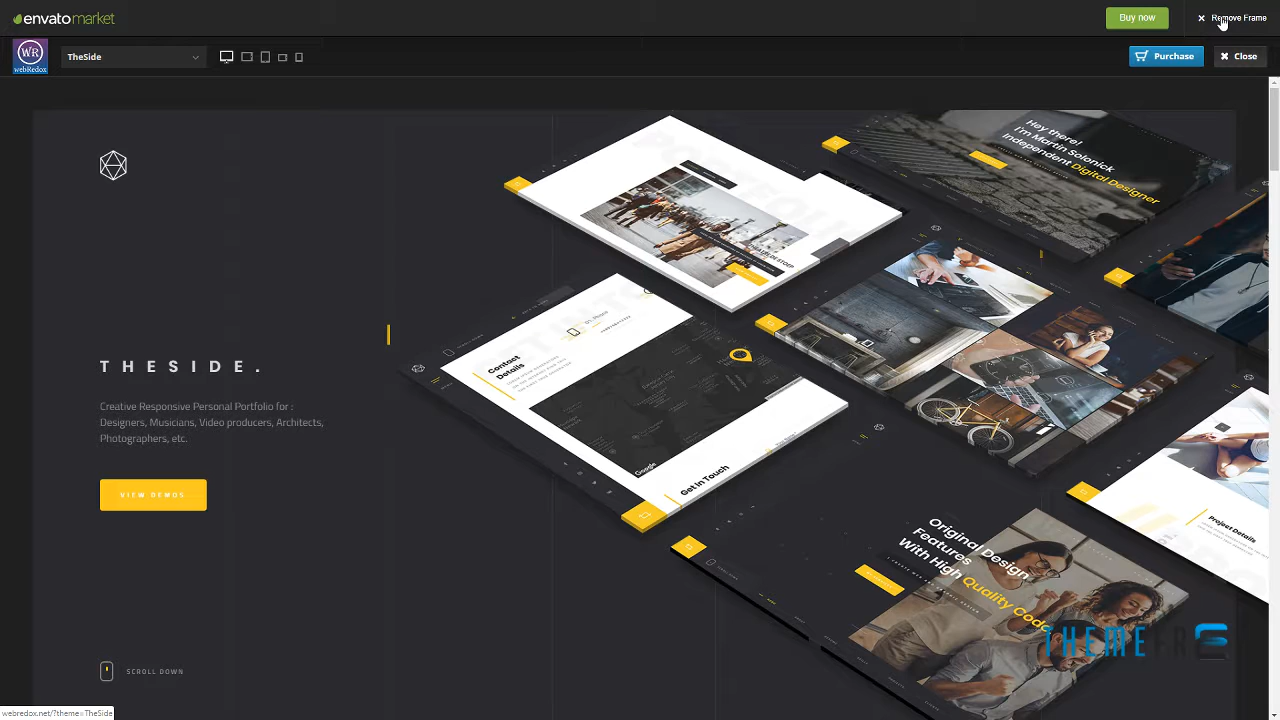 envatomarket
Buy now
Remove Frame
WR
webRedox
TheSide
Purchase
Close
Hey there!
I'm Martin Solonick
Independent Digital Designer
Contact
Details
Google
Get In Touch
Project Details
Original Design
Features
With High Quality Code
THESIDE.
Creative Responsive Personal Portfolio for :
Designers, Musicians, Video producers, Architects,
Photographers, etc.
VIEW DEMOS
SCROLL DOWN
webredox.net/?theme=TheSide